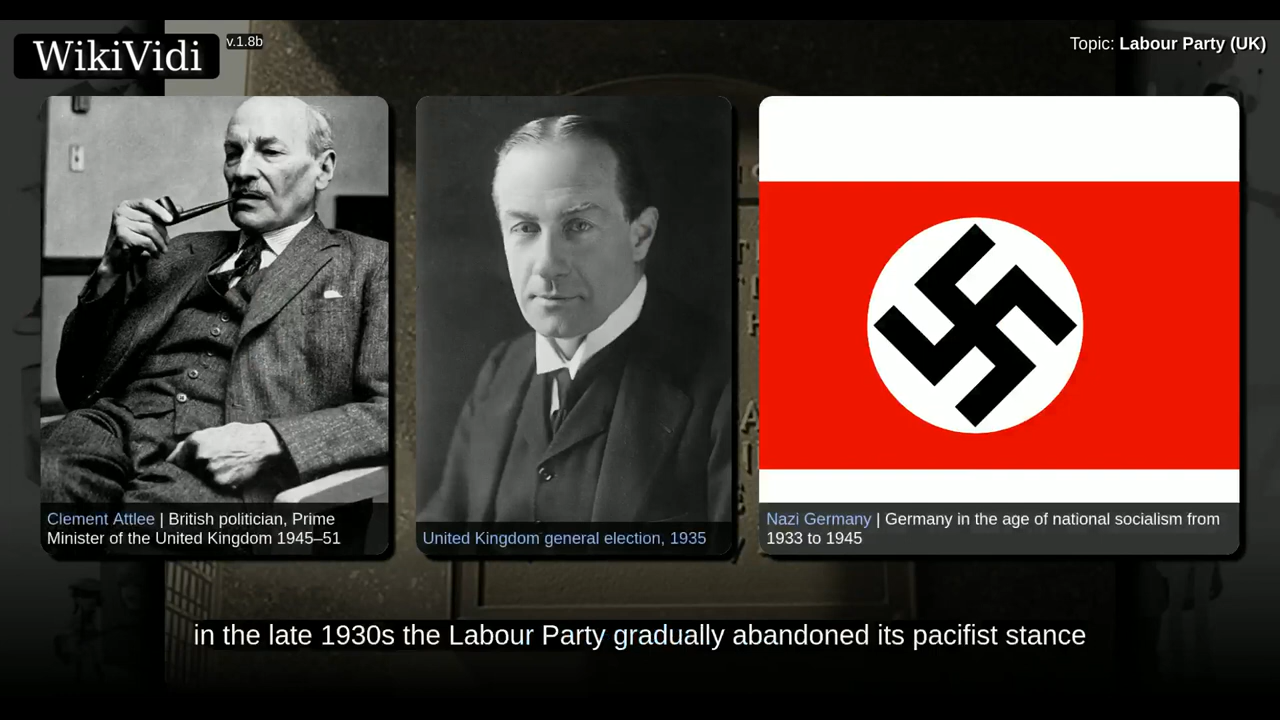 WikiVidi
v.1.8b
Topic: Labour Party (UK)
Clement Attlee | British politician, Prime
Minister of the United Kingdom 1945–51
United Kingdom general election, 1935
Nazi Germany | Germany in the age of national socialism from
1933 to 1945
in the late 1930s the Labour Party gradually abandoned its pacifist stance